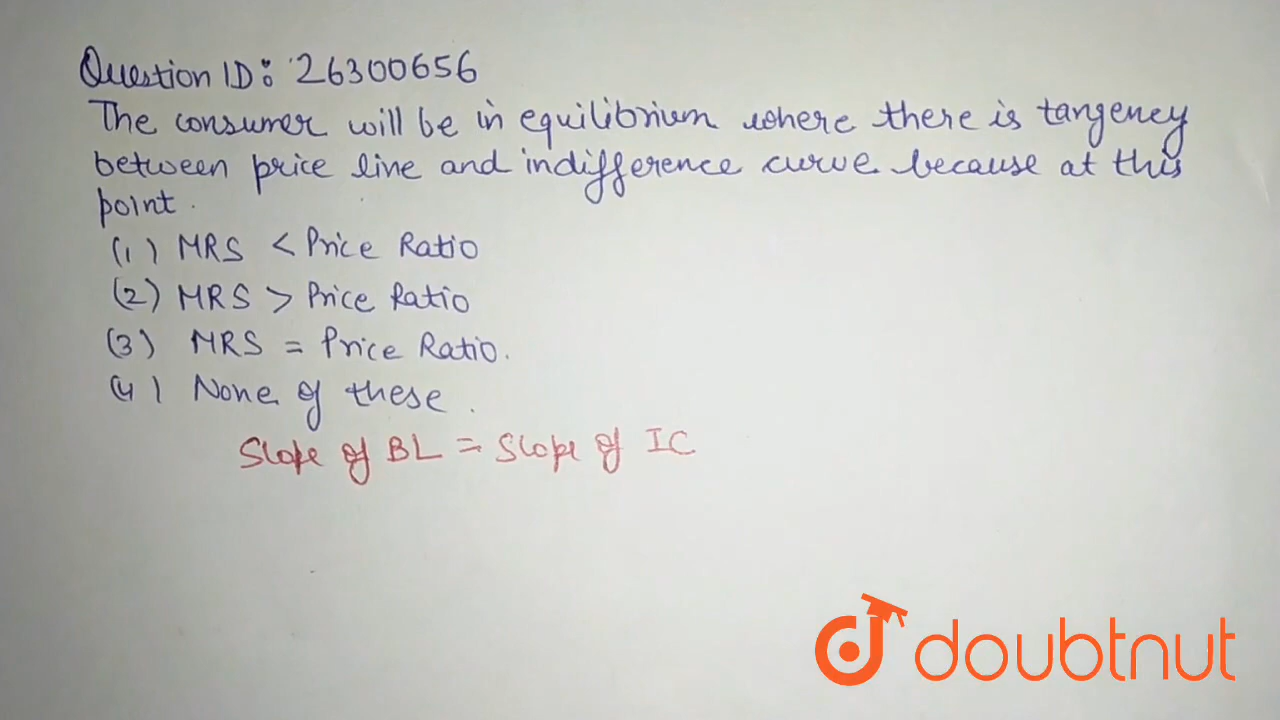 Question ID: 26300656
The consumer will be in equilibrium where there is tangency
between price line and indifference curve because at this
point.
(1) MRS < Price Ratio
(2) MRS > Price Ratio
(3) MRS = Price Ratio.
(4) None of these.
Slope of BL = Slope of IC
doubtnut